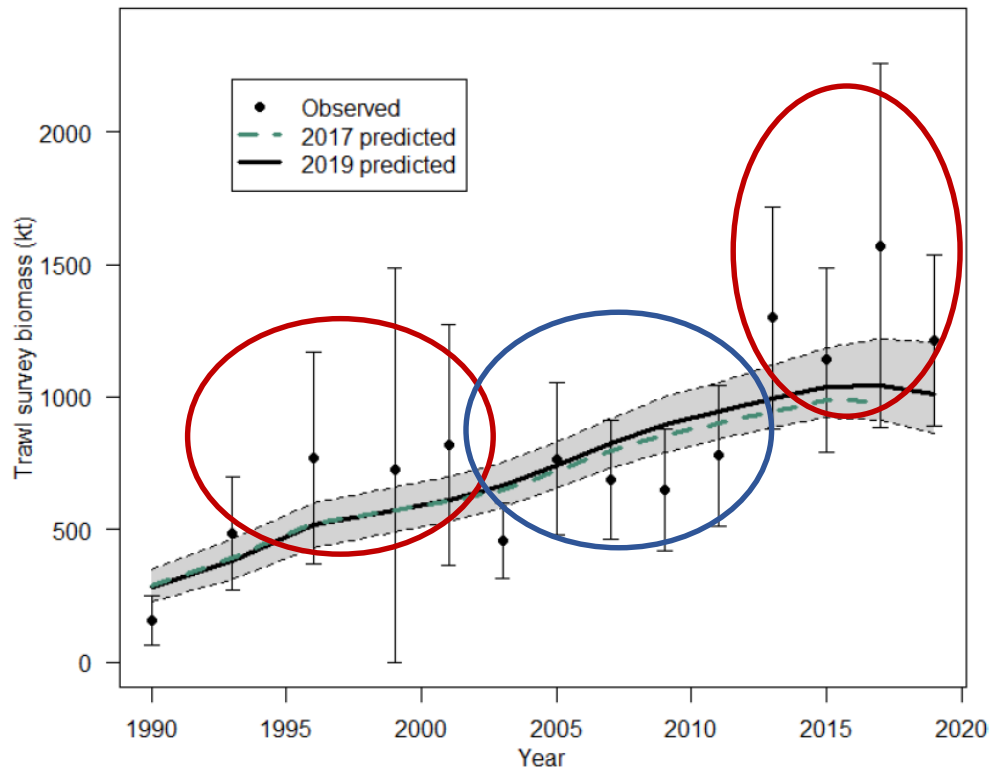 Observed
2017 predicted
2019 predicted
Trawl survey biomass (kt)
2000
1500
1000
500
0
1990 1995 2000 2005 2010 2015 2020
Year